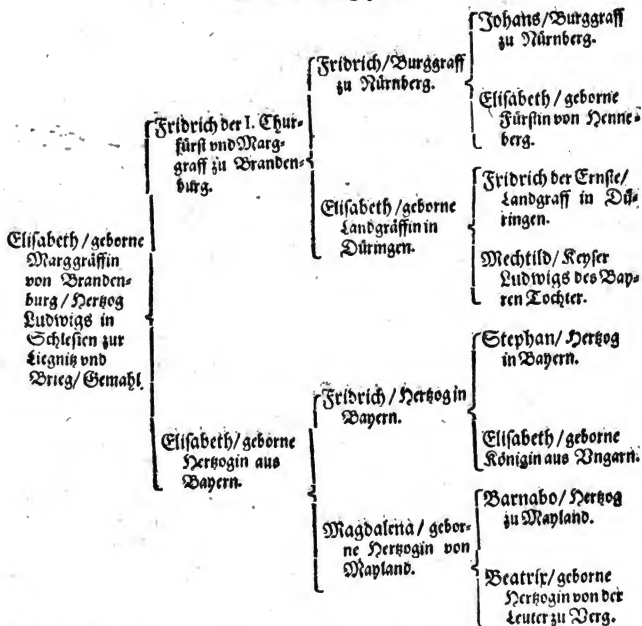 Elisabeth/geborne
Marggräffin
von Branden-
burg/Hertzog
Ludwigs in
Schlesien zur
Liegnitz vnd
Brieg/Gemahl.
Fridrich der I. Chur-
fürst vnd Marg-
graff zu Branden-
burg.
Elisabeth/geborne
Hertzogin aus
Bayern.
Fridrich/Burggraff
zu Nürnberg.
Elisabeth/geborne
Landgräffin in
Düringen.
Fridrich/Hertzog in
Bayern.
Magdalena/gebor-
ne Hertzogin von
Mayland.
Johans/Burggraff
zu Nürnberg.
Elisabeth/geborne
Fürstin von Henne-
berg.
Fridrich der Ernste/
Landgraff in Dü-
ringen.
Mechtild/Keyser
Ludwigs des Bay-
ren Tochter.
Stephan/Hertzog
in Bayern.
Elisabeth/geborne
Königin aus Vngarn.
Barnabo/Hertzog
zu Mayland.
Beatrix/geborne
Hertzogin von der
Leuter zu Verg.